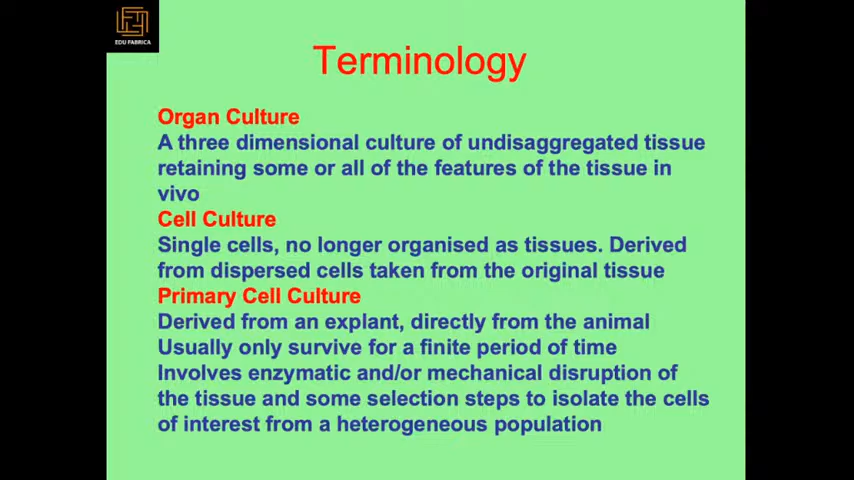 EDU FABRICA
Terminology
Organ Culture
A three dimensional culture of undisaggregated tissue
retaining some or all of the features of the tissue in
vivo
Cell Culture
Single cells, no longer organised as tissues. Derived
from dispersed cells taken from the original tissue
Primary Cell Culture
Derived from an explant, directly from the animal
Usually only survive for a finite period of time
Involves enzymatic and/or mechanical disruption of
the tissue and some selection steps to isolate the cells
of interest from a heterogeneous population